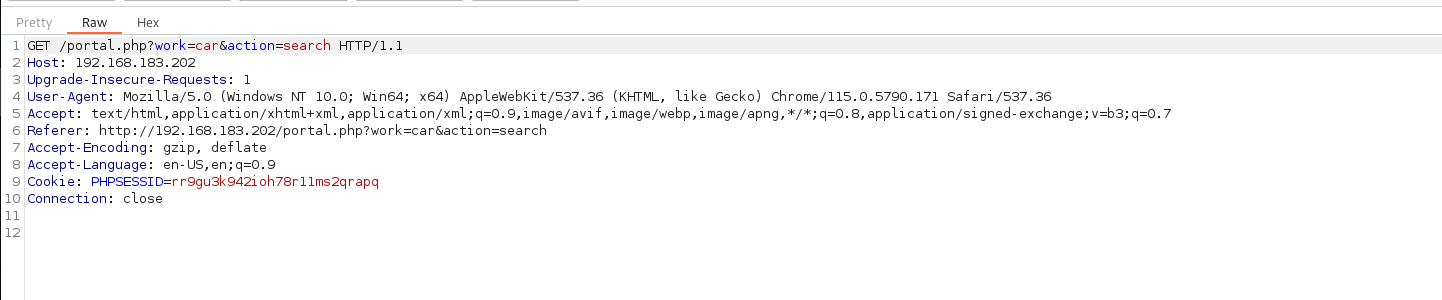 Pretty Raw Hex
1 GET /portal.php?work=car&action=search HTTP/1.1
2 Host: 192.168.183.202
3 Upgrade-Insecure-Requests: 1
4 User-Agent: Mozilla/5.0 (Windows NT 10.0; Win64; x64) AppleWebKit/537.36 (KHTML, like Gecko) Chrome/115.0.5790.171 Safari/537.36
5 Accept: text/html,application/xhtml+xml,application/xml;q=0.9,image/avif,image/webp,image/apng,*/*;q=0.8,application/signed-exchange;v=b3;q=0.7
6 Referer: http://192.168.183.202/portal.php?work=car&action=search
7 Accept-Encoding: gzip, deflate
8 Accept-Language: en-US,en;q=0.9
9 Cookie: PHPSESSID=rr9gu3k942ioh78r11ms2qrapq
10 Connection: close
11
12